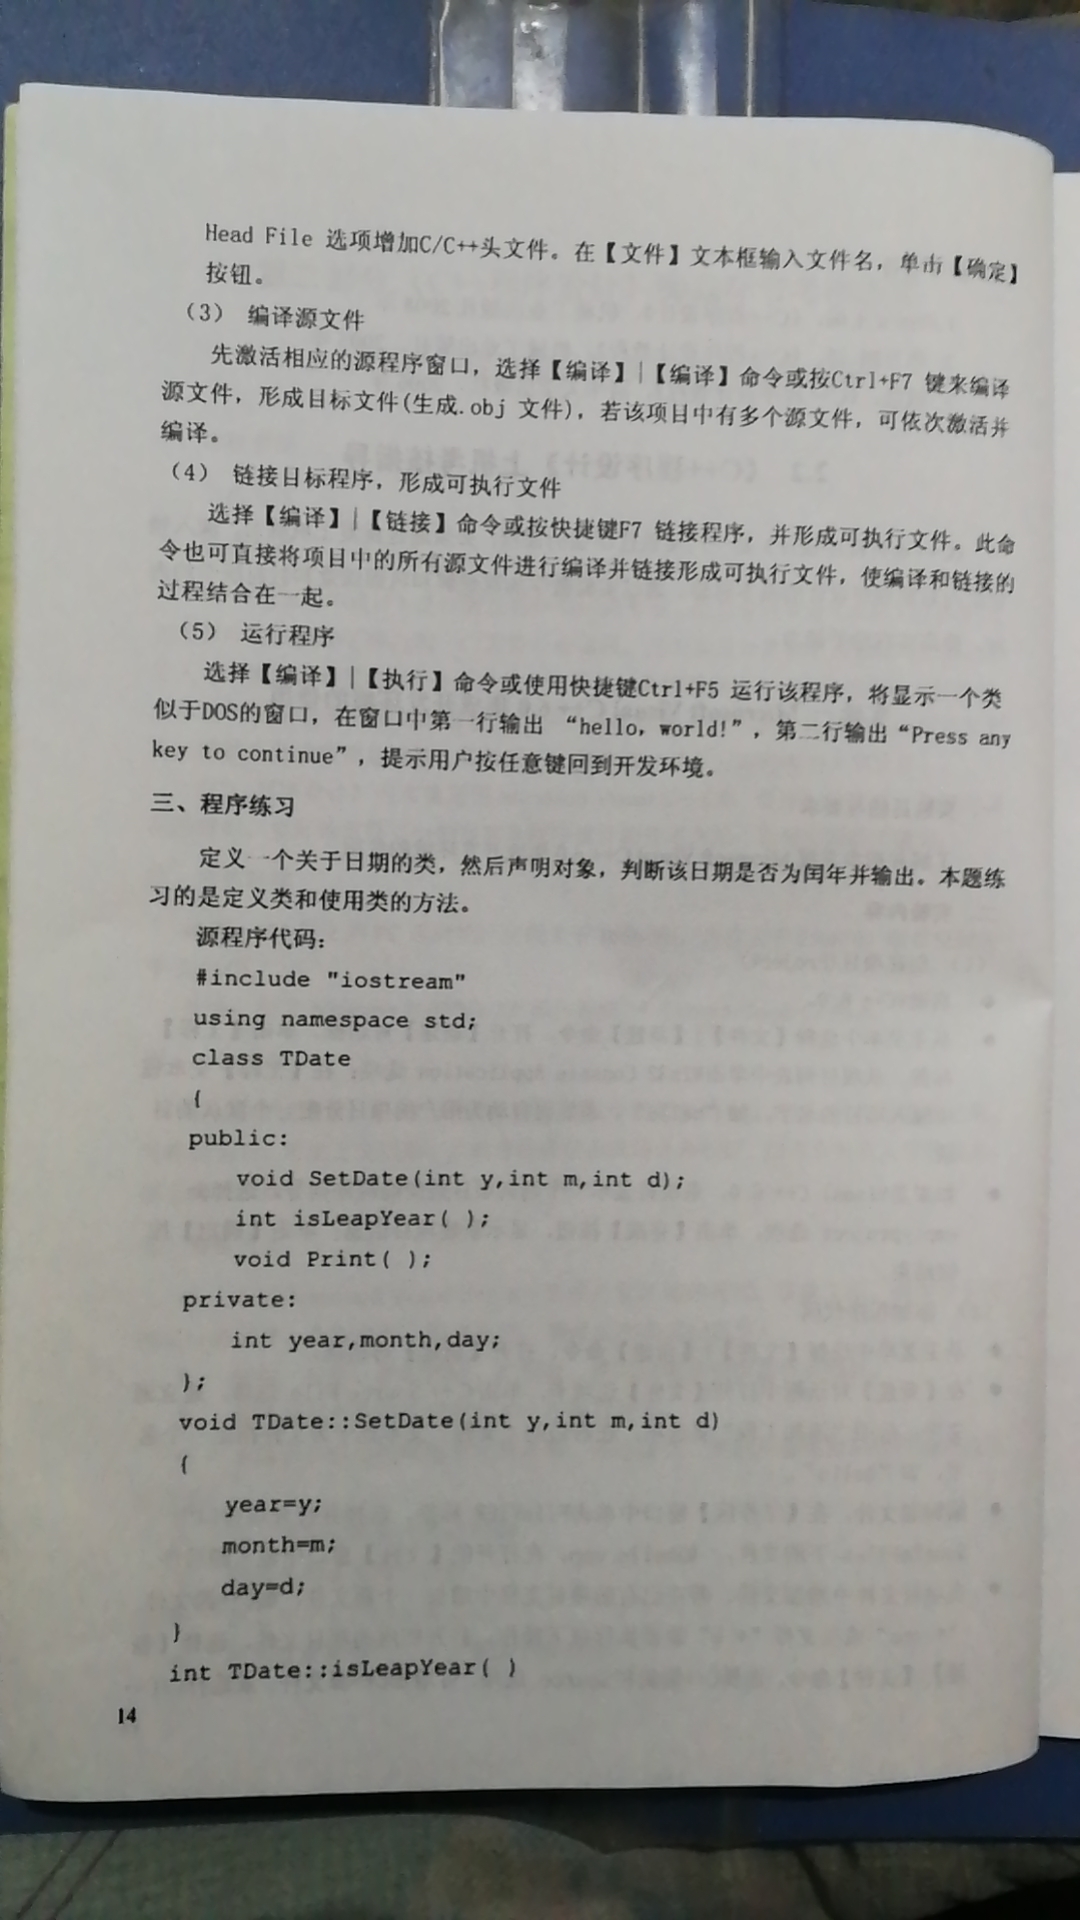 Head File 选项增加C/C++头文件。在【文件】文本框输入文件名，单击【确定】
按钮。
（3） 编译源文件
先激活相应的源程序窗口，选择【编译】|【编译】命令或按Ctrl+F7 键来编译
源文件，形成目标文件(生成.obj 文件)，若该项目中有多个源文件，可依次激活并
编译。
（4） 链接目标程序，形成可执行文件
选择【编译】|【链接】命令或按快捷键F7 链接程序，并形成可执行文件。此命
令也可直接将项目中的所有源文件进行编译并链接形成可执行文件，使编译和链接的
过程结合在一起。
（5） 运行程序
选择【编译】|【执行】命令或使用快捷键Ctrl+F5 运行该程序，将显示一个类
似于DOS的窗口，在窗口中第一行输出 “hello，world!”，第二行输出“Press any
key to continue”，提示用户按任意键回到开发环境。
三、程序练习
定义一个关于日期的类，然后声明对象，判断该日期是否为闰年并输出。本题练
习的是定义类和使用类的方法。
源程序代码：
#include "iostream"
using namespace std;
class TDate
{
public:
void SetDate(int y,int m,int d);
int isLeapYear( );
void Print( );
private:
int year,month,day;
};
void TDate::SetDate(int y,int m,int d)
{
year=y;
month=m;
day=d;
}
int TDate::isLeapYear( )
14